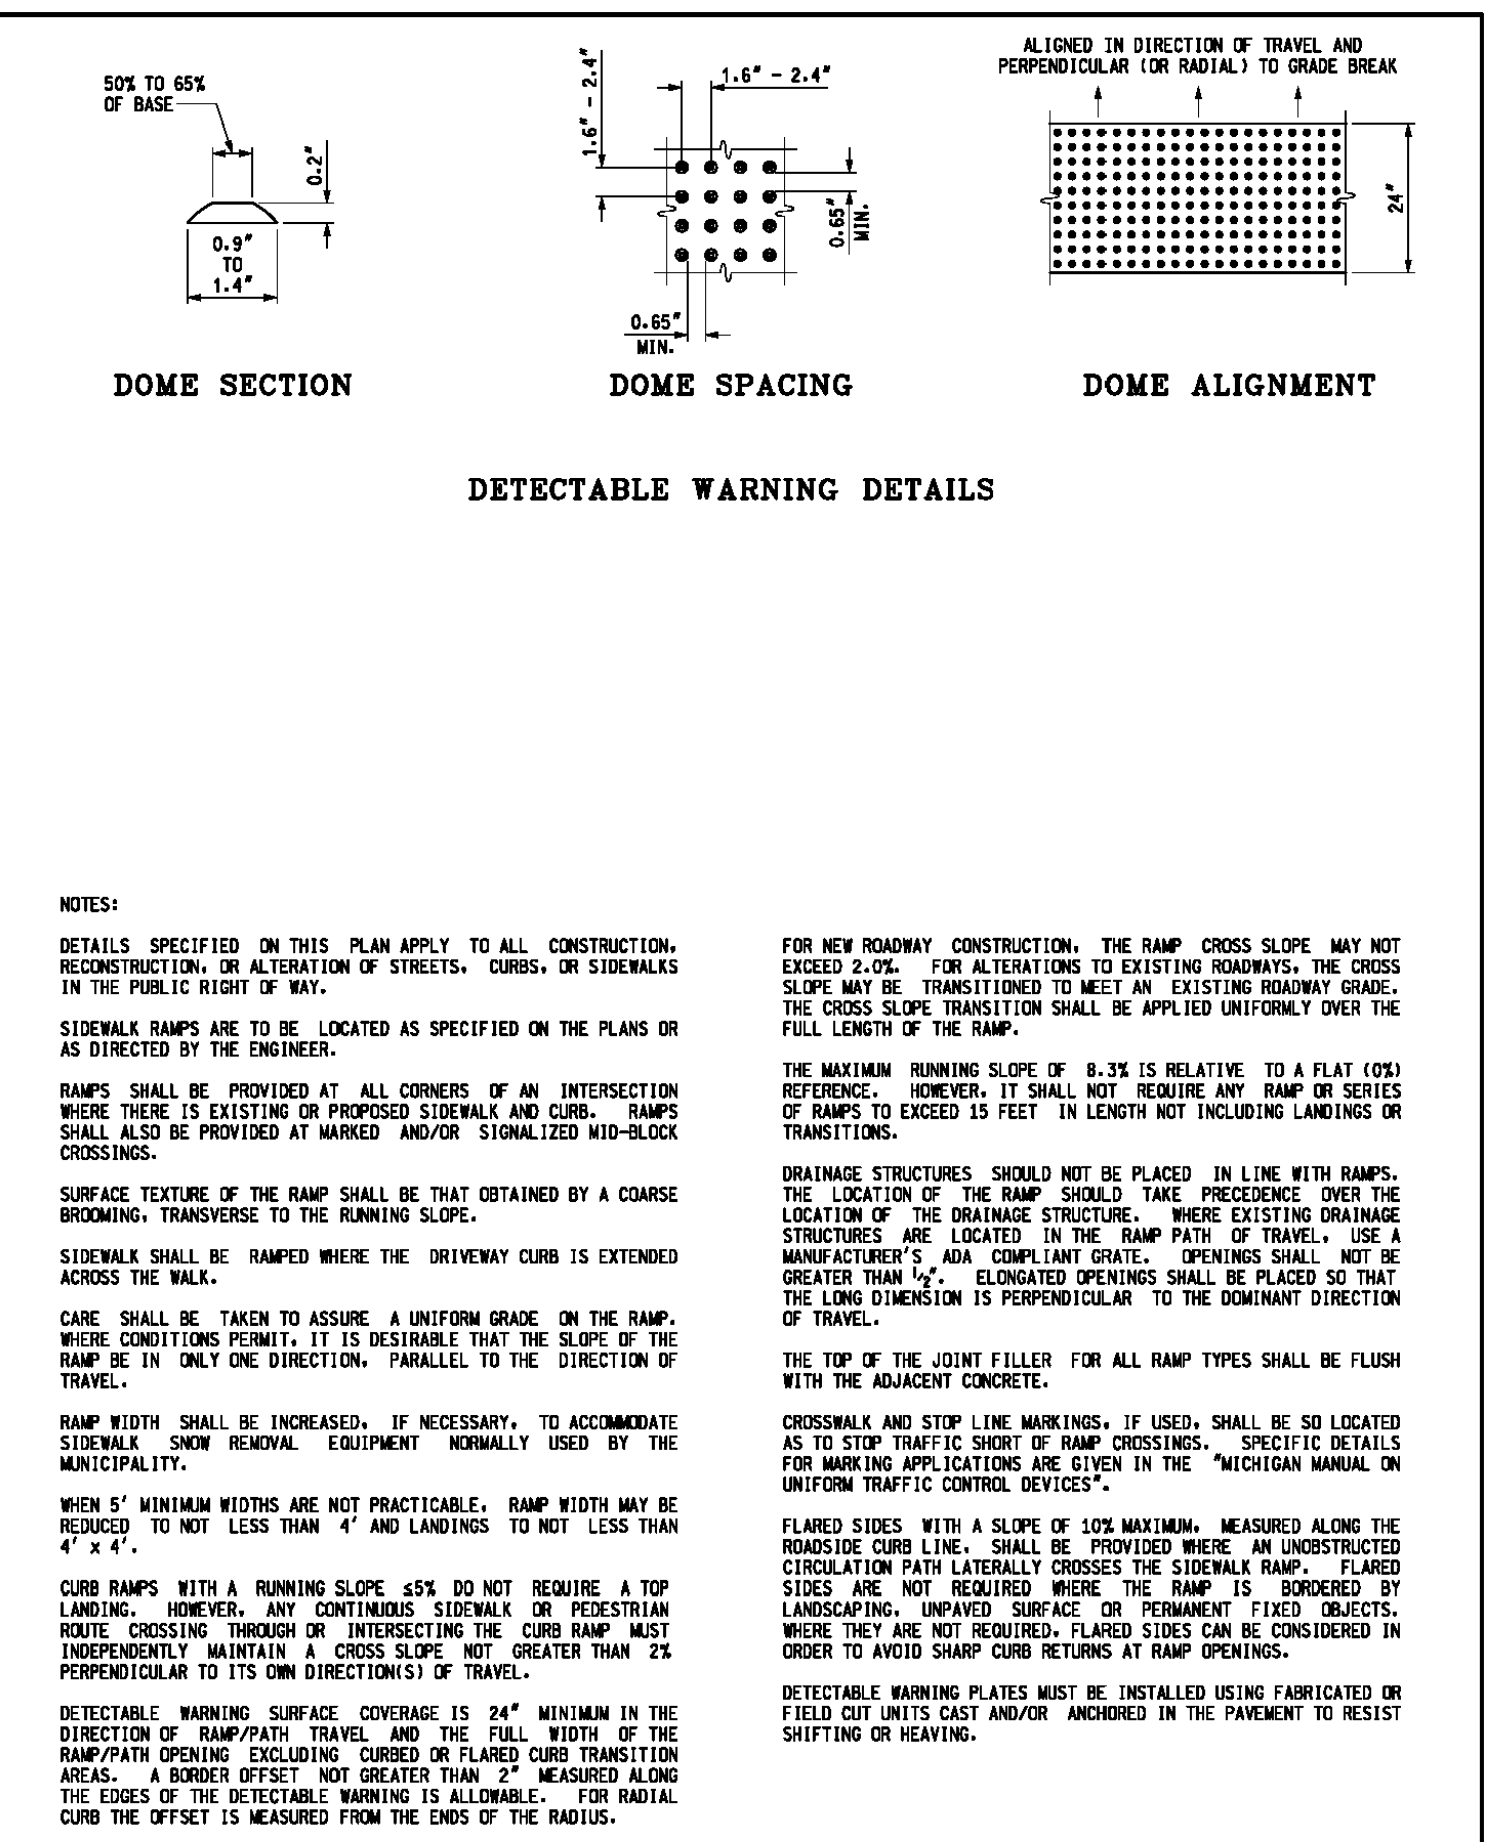 50% TO 65%
OF BASE
0.2"
0.9"
TO
1.4"
DOME SECTION
1.6" - 2.4"
1.6" - 2.4"
0.65"
MIN.
0.65"
MIN.
DOME SPACING
ALIGNED IN DIRECTION OF TRAVEL AND
PERPENDICULAR (OR RADIAL) TO GRADE BREAK
24"
DOME ALIGNMENT
DETECTABLE WARNING DETAILS
NOTES:
DETAILS SPECIFIED ON THIS PLAN APPLY TO ALL CONSTRUCTION,
RECONSTRUCTION, OR ALTERATION OF STREETS, CURBS, OR SIDEWALKS
IN THE PUBLIC RIGHT OF WAY.
SIDEWALK RAMPS ARE TO BE LOCATED AS SPECIFIED ON THE PLANS OR
AS DIRECTED BY THE ENGINEER.
RAMPS SHALL BE PROVIDED AT ALL CORNERS OF AN INTERSECTION
WHERE THERE IS EXISTING OR PROPOSED SIDEWALK AND CURB. RAMPS
SHALL ALSO BE PROVIDED AT MARKED AND/OR SIGNALIZED MID-BLOCK
CROSSINGS.
SURFACE TEXTURE OF THE RAMP SHALL BE THAT OBTAINED BY A COARSE
BROOMING, TRANSVERSE TO THE RUNNING SLOPE.
SIDEWALK SHALL BE RAMPED WHERE THE DRIVEWAY CURB IS EXTENDED
ACROSS THE WALK.
CARE SHALL BE TAKEN TO ASSURE A UNIFORM GRADE ON THE RAMP.
WHERE CONDITIONS PERMIT, IT IS DESIRABLE THAT THE SLOPE OF THE
RAMP BE IN ONLY ONE DIRECTION, PARALLEL TO THE DIRECTION OF
TRAVEL.
RAMP WIDTH SHALL BE INCREASED, IF NECESSARY, TO ACCOMMODATE
SIDEWALK SNOW REMOVAL EQUIPMENT NORMALLY USED BY THE
MUNICIPALITY.
WHEN 5' MINIMUM WIDTHS ARE NOT PRACTICABLE, RAMP WIDTH MAY BE
REDUCED TO NOT LESS THAN 4' AND LANDINGS TO NOT LESS THAN
4' x 4'.
CURB RAMPS WITH A RUNNING SLOPE ≤5% DO NOT REQUIRE A TOP
LANDING. HOWEVER, ANY CONTINUOUS SIDEWALK OR PEDESTRIAN
ROUTE CROSSING THROUGH OR INTERSECTING THE CURB RAMP MUST
INDEPENDENTLY MAINTAIN A CROSS SLOPE NOT GREATER THAN 2%
PERPENDICULAR TO ITS OWN DIRECTION(S) OF TRAVEL.
DETECTABLE WARNING SURFACE COVERAGE IS 24" MINIMUM IN THE
DIRECTION OF RAMP/PATH TRAVEL AND THE FULL WIDTH OF THE
RAMP/PATH OPENING EXCLUDING CURBED OR FLARED CURB TRANSITION
AREAS. A BORDER OFFSET NOT GREATER THAN 2" MEASURED ALONG
THE EDGES OF THE DETECTABLE WARNING IS ALLOWABLE. FOR RADIAL
CURB THE OFFSET IS MEASURED FROM THE ENDS OF THE RADIUS.
FOR NEW ROADWAY CONSTRUCTION, THE RAMP CROSS SLOPE MAY NOT
EXCEED 2.0%. FOR ALTERATIONS TO EXISTING ROADWAYS, THE CROSS
SLOPE MAY BE TRANSITIONED TO MEET AN EXISTING ROADWAY GRADE.
THE CROSS SLOPE TRANSITION SHALL BE APPLIED UNIFORMLY OVER THE
FULL LENGTH OF THE RAMP.
THE MAXIMUM RUNNING SLOPE OF 8.3% IS RELATIVE TO A FLAT (0%)
REFERENCE. HOWEVER, IT SHALL NOT REQUIRE ANY RAMP OR SERIES
OF RAMPS TO EXCEED 15 FEET IN LENGTH NOT INCLUDING LANDINGS OR
TRANSITIONS.
DRAINAGE STRUCTURES SHOULD NOT BE PLACED IN LINE WITH RAMPS.
THE LOCATION OF THE RAMP SHOULD TAKE PRECEDENCE OVER THE
LOCATION OF THE DRAINAGE STRUCTURE. WHERE EXISTING DRAINAGE
STRUCTURES ARE LOCATED IN THE RAMP PATH OF TRAVEL, USE A
MANUFACTURER'S ADA COMPLIANT GRATE. OPENINGS SHALL NOT BE
GREATER THAN 1/2". ELONGATED OPENINGS SHALL BE PLACED SO THAT
THE LONG DIMENSION IS PERPENDICULAR TO THE DOMINANT DIRECTION
OF TRAVEL.
THE TOP OF THE JOINT FILLER FOR ALL RAMP TYPES SHALL BE FLUSH
WITH THE ADJACENT CONCRETE.
CROSSWALK AND STOP LINE MARKINGS, IF USED, SHALL BE SO LOCATED
AS TO STOP TRAFFIC SHORT OF RAMP CROSSINGS. SPECIFIC DETAILS
FOR MARKING APPLICATIONS ARE GIVEN IN THE "MICHIGAN MANUAL ON
UNIFORM TRAFFIC CONTROL DEVICES".
FLARED SIDES WITH A SLOPE OF 10% MAXIMUM, MEASURED ALONG THE
ROADSIDE CURB LINE, SHALL BE PROVIDED WHERE AN UNOBSTRUCTED
CIRCULATION PATH LATERALLY CROSSES THE SIDEWALK RAMP. FLARED
SIDES ARE NOT REQUIRED WHERE THE RAMP IS BORDERED BY
LANDSCAPING, UNPAVED SURFACE OR PERMANENT FIXED OBJECTS.
WHERE THEY ARE NOT REQUIRED, FLARED SIDES CAN BE CONSIDERED IN
ORDER TO AVOID SHARP CURB RETURNS AT RAMP OPENINGS.
DETECTABLE WARNING PLATES MUST BE INSTALLED USING FABRICATED OR
FIELD CUT UNITS CAST AND/OR ANCHORED IN THE PAVEMENT TO RESIST
SHIFTING OR HEAVING.